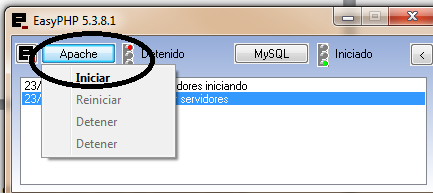 EasyPHP 5.3.8.1
Apache Detenido MySQL Iniciado <
Iniciar
23/ dores iniciando
Reiniciar
23/ servidores
Detener
Detener